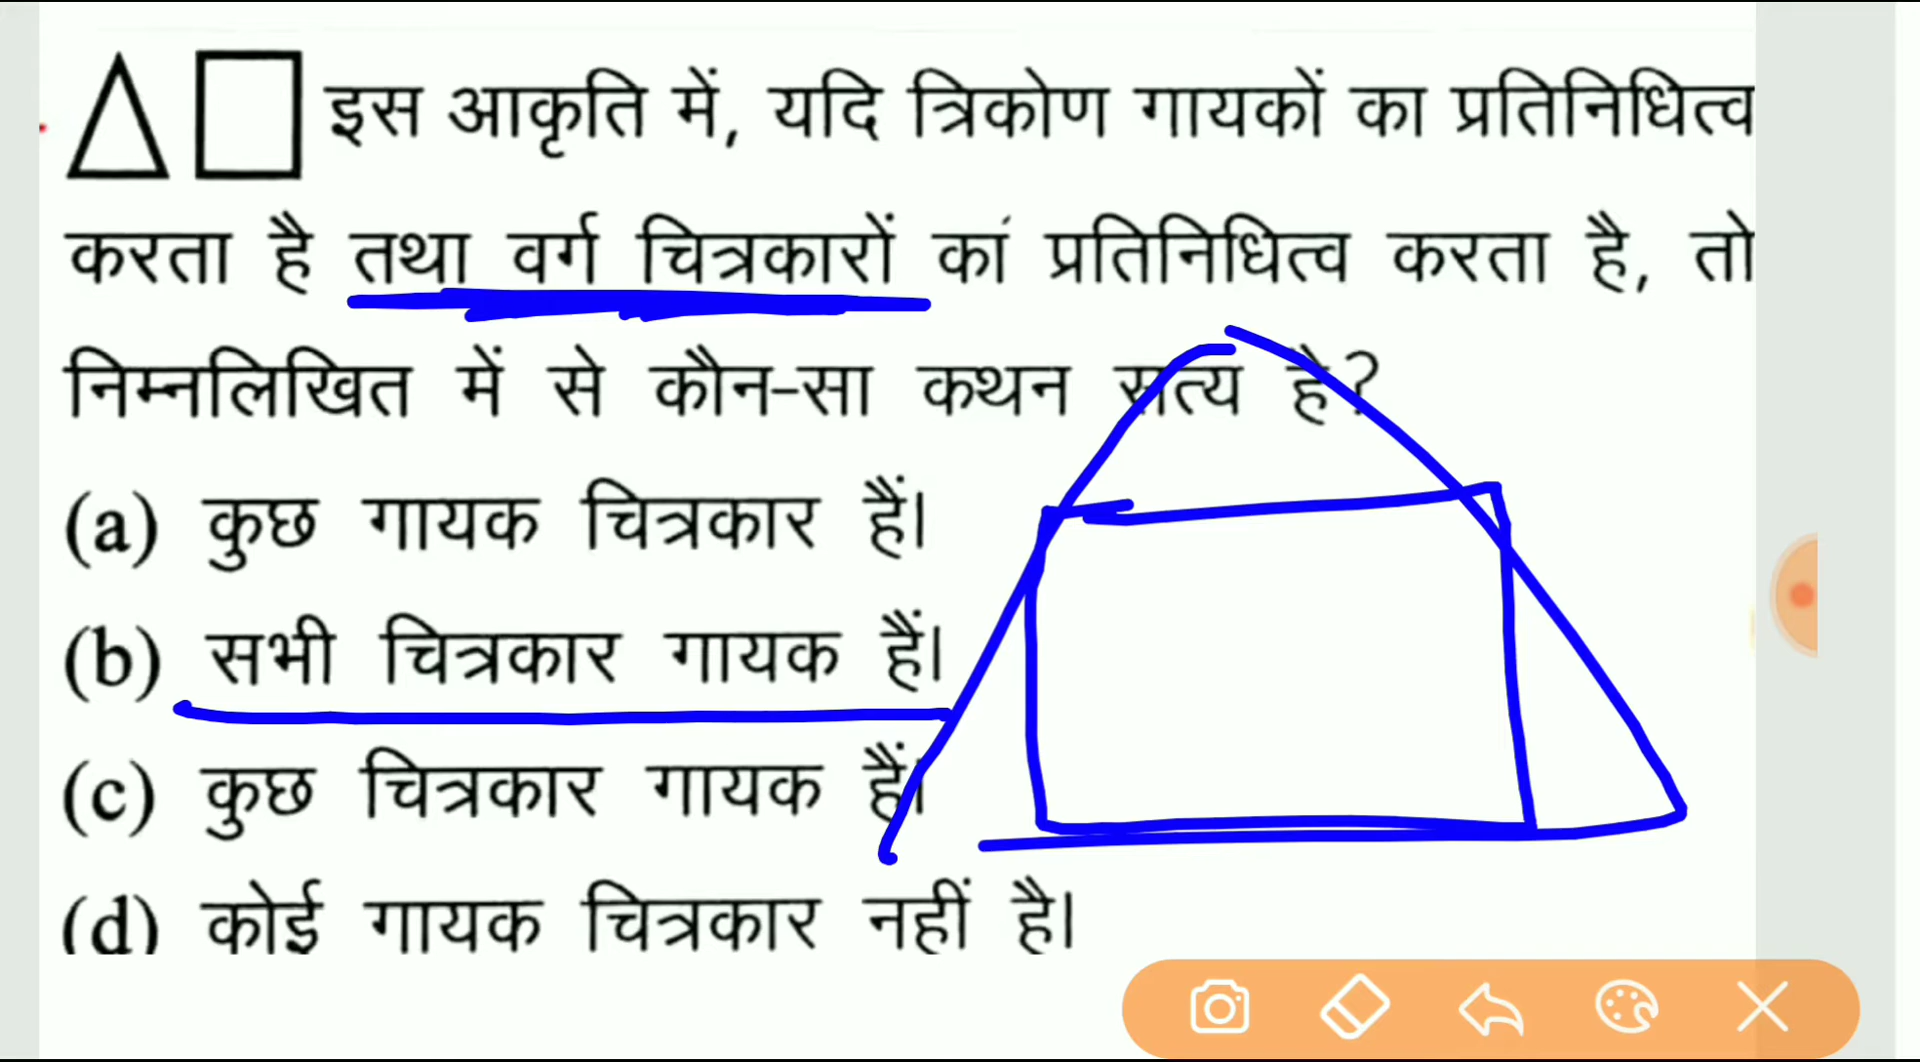 इस आकृति में, यदि त्रिकोण गायकों का प्रतिनिधित्व
करता है तथा वर्ग चित्रकारों कां प्रतिनिधित्व करता है, तो
निम्नलिखित में से कौन-सा कथन सत्य है?
(a) कुछ गायक चित्रकार हैं।
(b) सभी चित्रकार गायक हैं।
(c) कुछ चित्रकार गायक हैं।
(d) कोई गायक चित्रकार नहीं है।